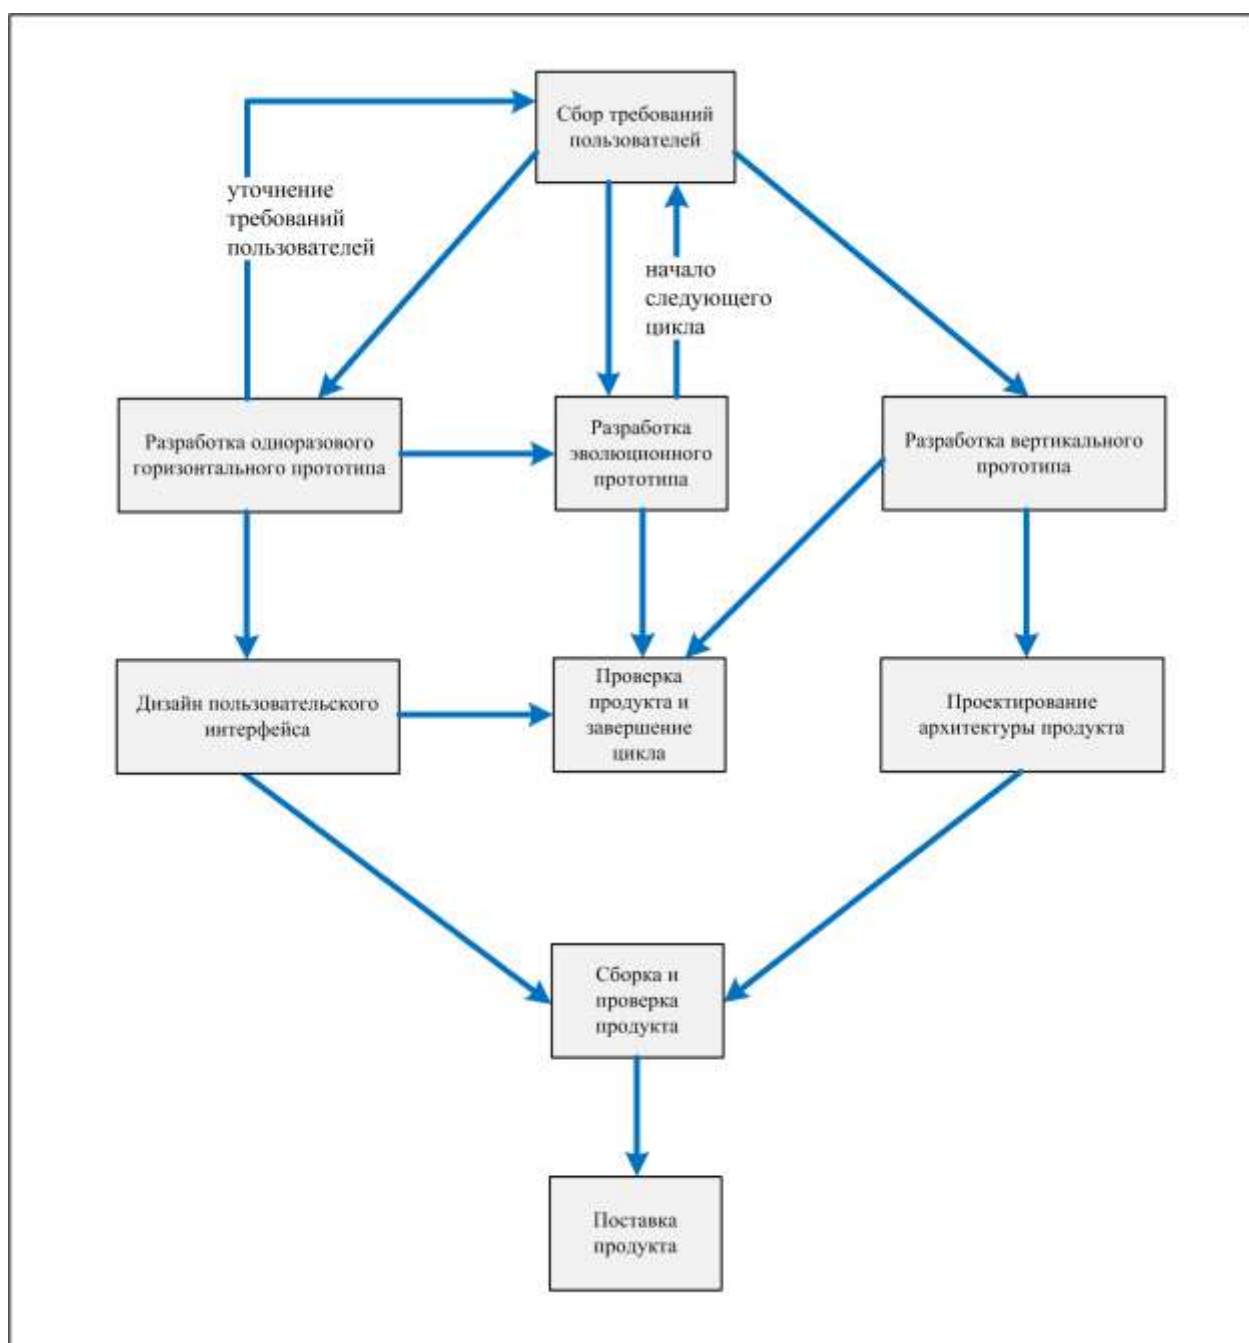 Сбор требований
пользователей
уточнение
требований
пользователей
начало
следующего
цикла
Разработка одноразового
горизонтального прототипа
Разработка
эволюционного
прототипа
Разработка вертикального
прототипа
Дизайн пользовательского
интерфейса
Проверка
продукта и
завершение
цикла
Проектирование
архитектуры продукта
Сборка и
проверка
продукта
Поставка
продукта